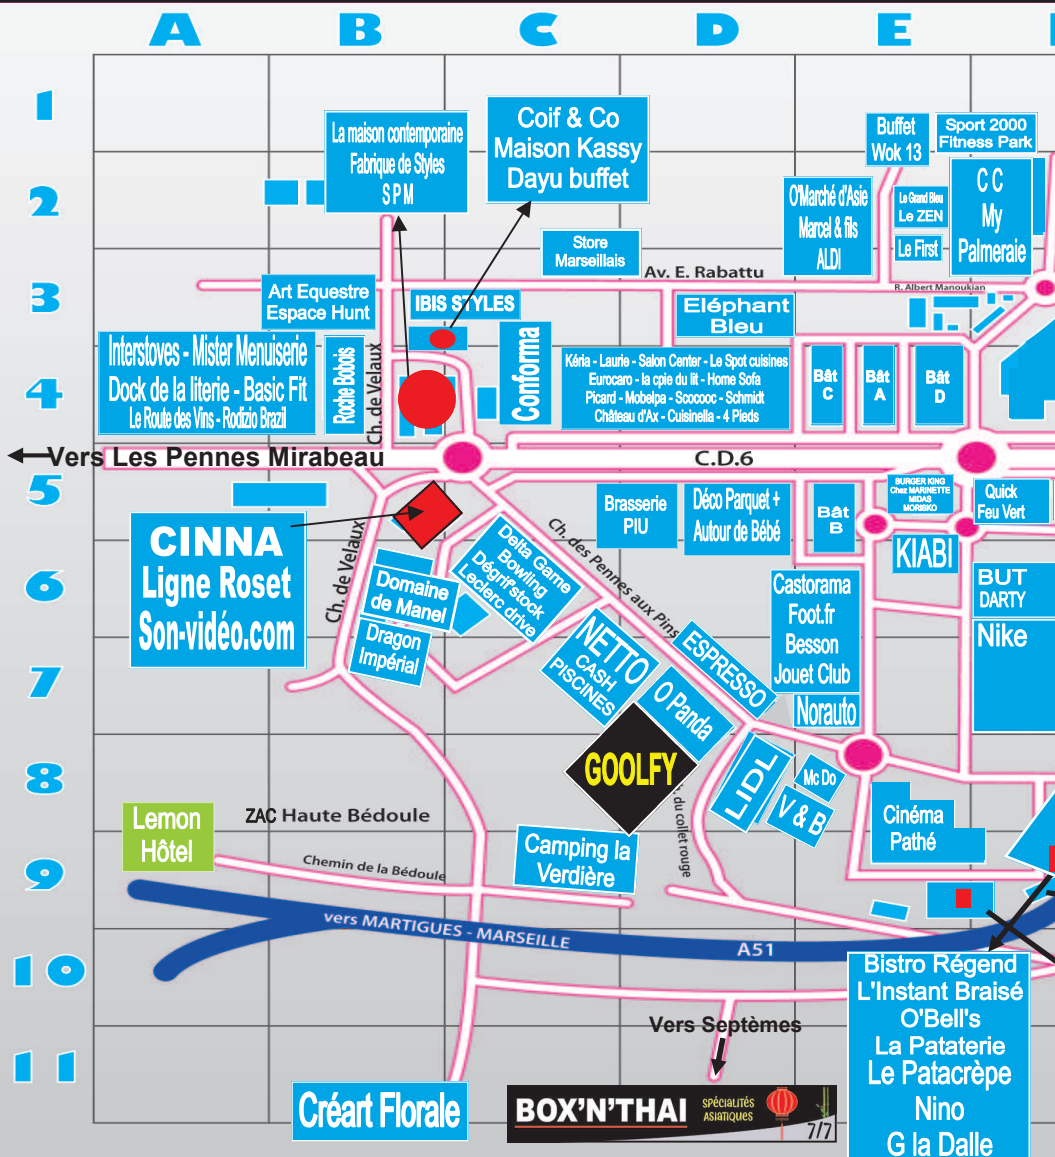 A B C D E
1
La maison contemporaine
Fabrique de Styles
SPM
Coif & Co
Maison Kassy
Dayu buffet
Buffet
Wok 13
Sport 2000
Fitness Park
2
O'Marché d'Asie
Marcel & fils
ALDI
Le Grand Bleu
Le ZEN
Le First
C C
My
Palmeraie
Store
Marseillais
3
Av. E. Rabattu
R. Albert Manoukian
Art Equestre
Espace Hunt
IBIS STYLES
Eléphant
Bleu
4
Interstoves - Mister Menuiserie
Dock de la literie - Basic Fit
Le Route des Vins - Rodizio Brazil
Roche Bobois
Ch. de Velaux
Conforma
Kéria - Laurie - Salon Center - Le Spot cuisines
Eurocaro - la cpie du lit - Home Sofa
Picard - Mobelpa - Scocooc - Schmidt
Château d'Ax - Cuisinella - 4 Pieds
Bât
C
Bât
A
Bât
D
Vers Les Pennes Mirabeau
C.D.6
5
Brasserie
PIU
Déco Parquet +
Autour de Bébé
Bât
B
BURGER KING
Chez MARINETTE
MIDAS
MORISKO
Quick
Feu Vert
CINNA
Ligne Roset
Son-vidéo.com
Ch. de Velaux
Delta Game
Bowling
Dégriffstock
Leclerc drive
Ch. des Pennes aux Pins
KIABI
6
Domaine
de Manel
Dragon
Impérial
Castorama
Foot.fr
Besson
Jouet Club
BUT
DARTY
Nike
7
NETTO
CASH
PISCINES
ESPRESSO
O Panda
Norauto
8
GOOLFY
LIDL
Mc Do
V & B
Cinéma
Pathé
Lemon
Hôtel
ZAC Haute Bédoule
du collet rouge
9
Chemin de la Bédoule
Camping la
Verdière
vers MARTIGUES - MARSEILLE
A51
10
Bistro Régend
L'Instant Braisé
O'Bell's
La Pataterie
Le Patacrèpe
Nino
G la Dalle
Vers Septèmes
11
Créart Florale
BOX'N'THAI
SPÉCIALITÉS
ASIATIQUES
7/7